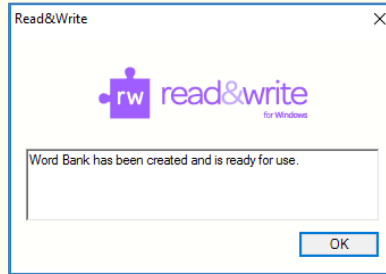 Read&Write
rw read&write
for Windows
Word Bank has been created and is ready for use.
OK